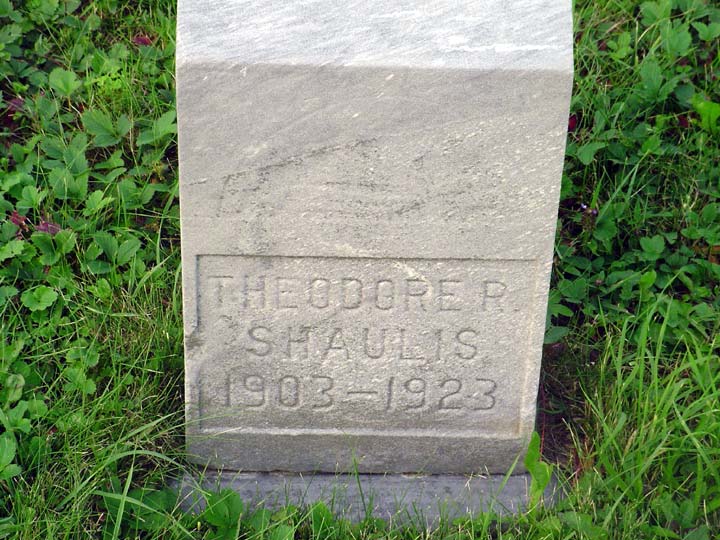 THEODORE R.
SHAULIS
1903-1923